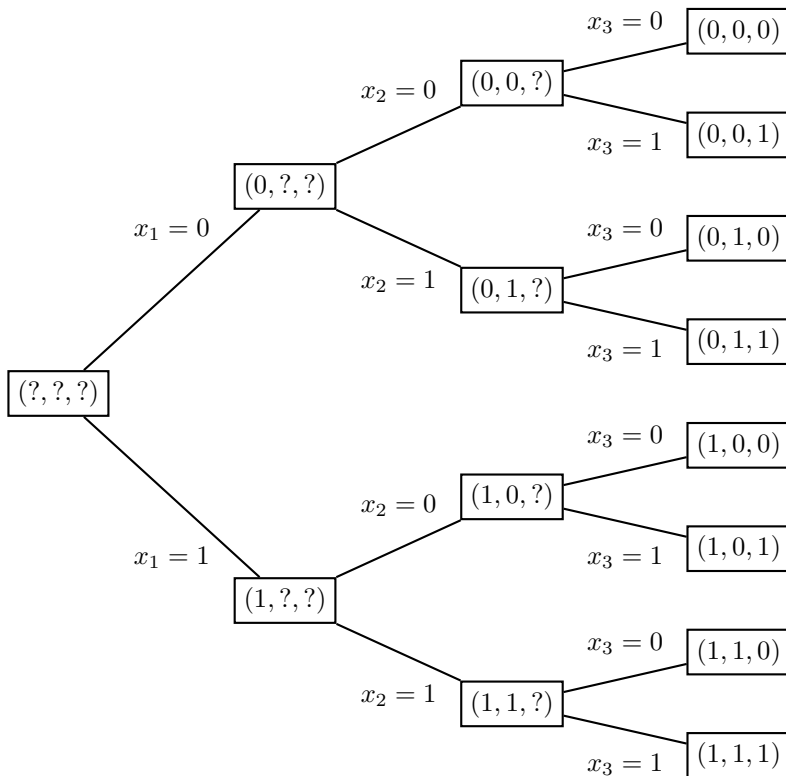 x₃ = 0
(0, 0, 0)
(0, 0, ?)
x₂ = 0
x₃ = 1
(0, 0, 1)
(0, ?, ?)
x₁ = 0
x₃ = 0
(0, 1, 0)
x₂ = 1
(0, 1, ?)
x₃ = 1
(0, 1, 1)
(?, ?, ?)
x₃ = 0
(1, 0, 0)
x₂ = 0
(1, 0, ?)
x₁ = 1
x₃ = 1
(1, 0, 1)
(1, ?, ?)
x₃ = 0
(1, 1, 0)
x₂ = 1
(1, 1, ?)
x₃ = 1
(1, 1, 1)